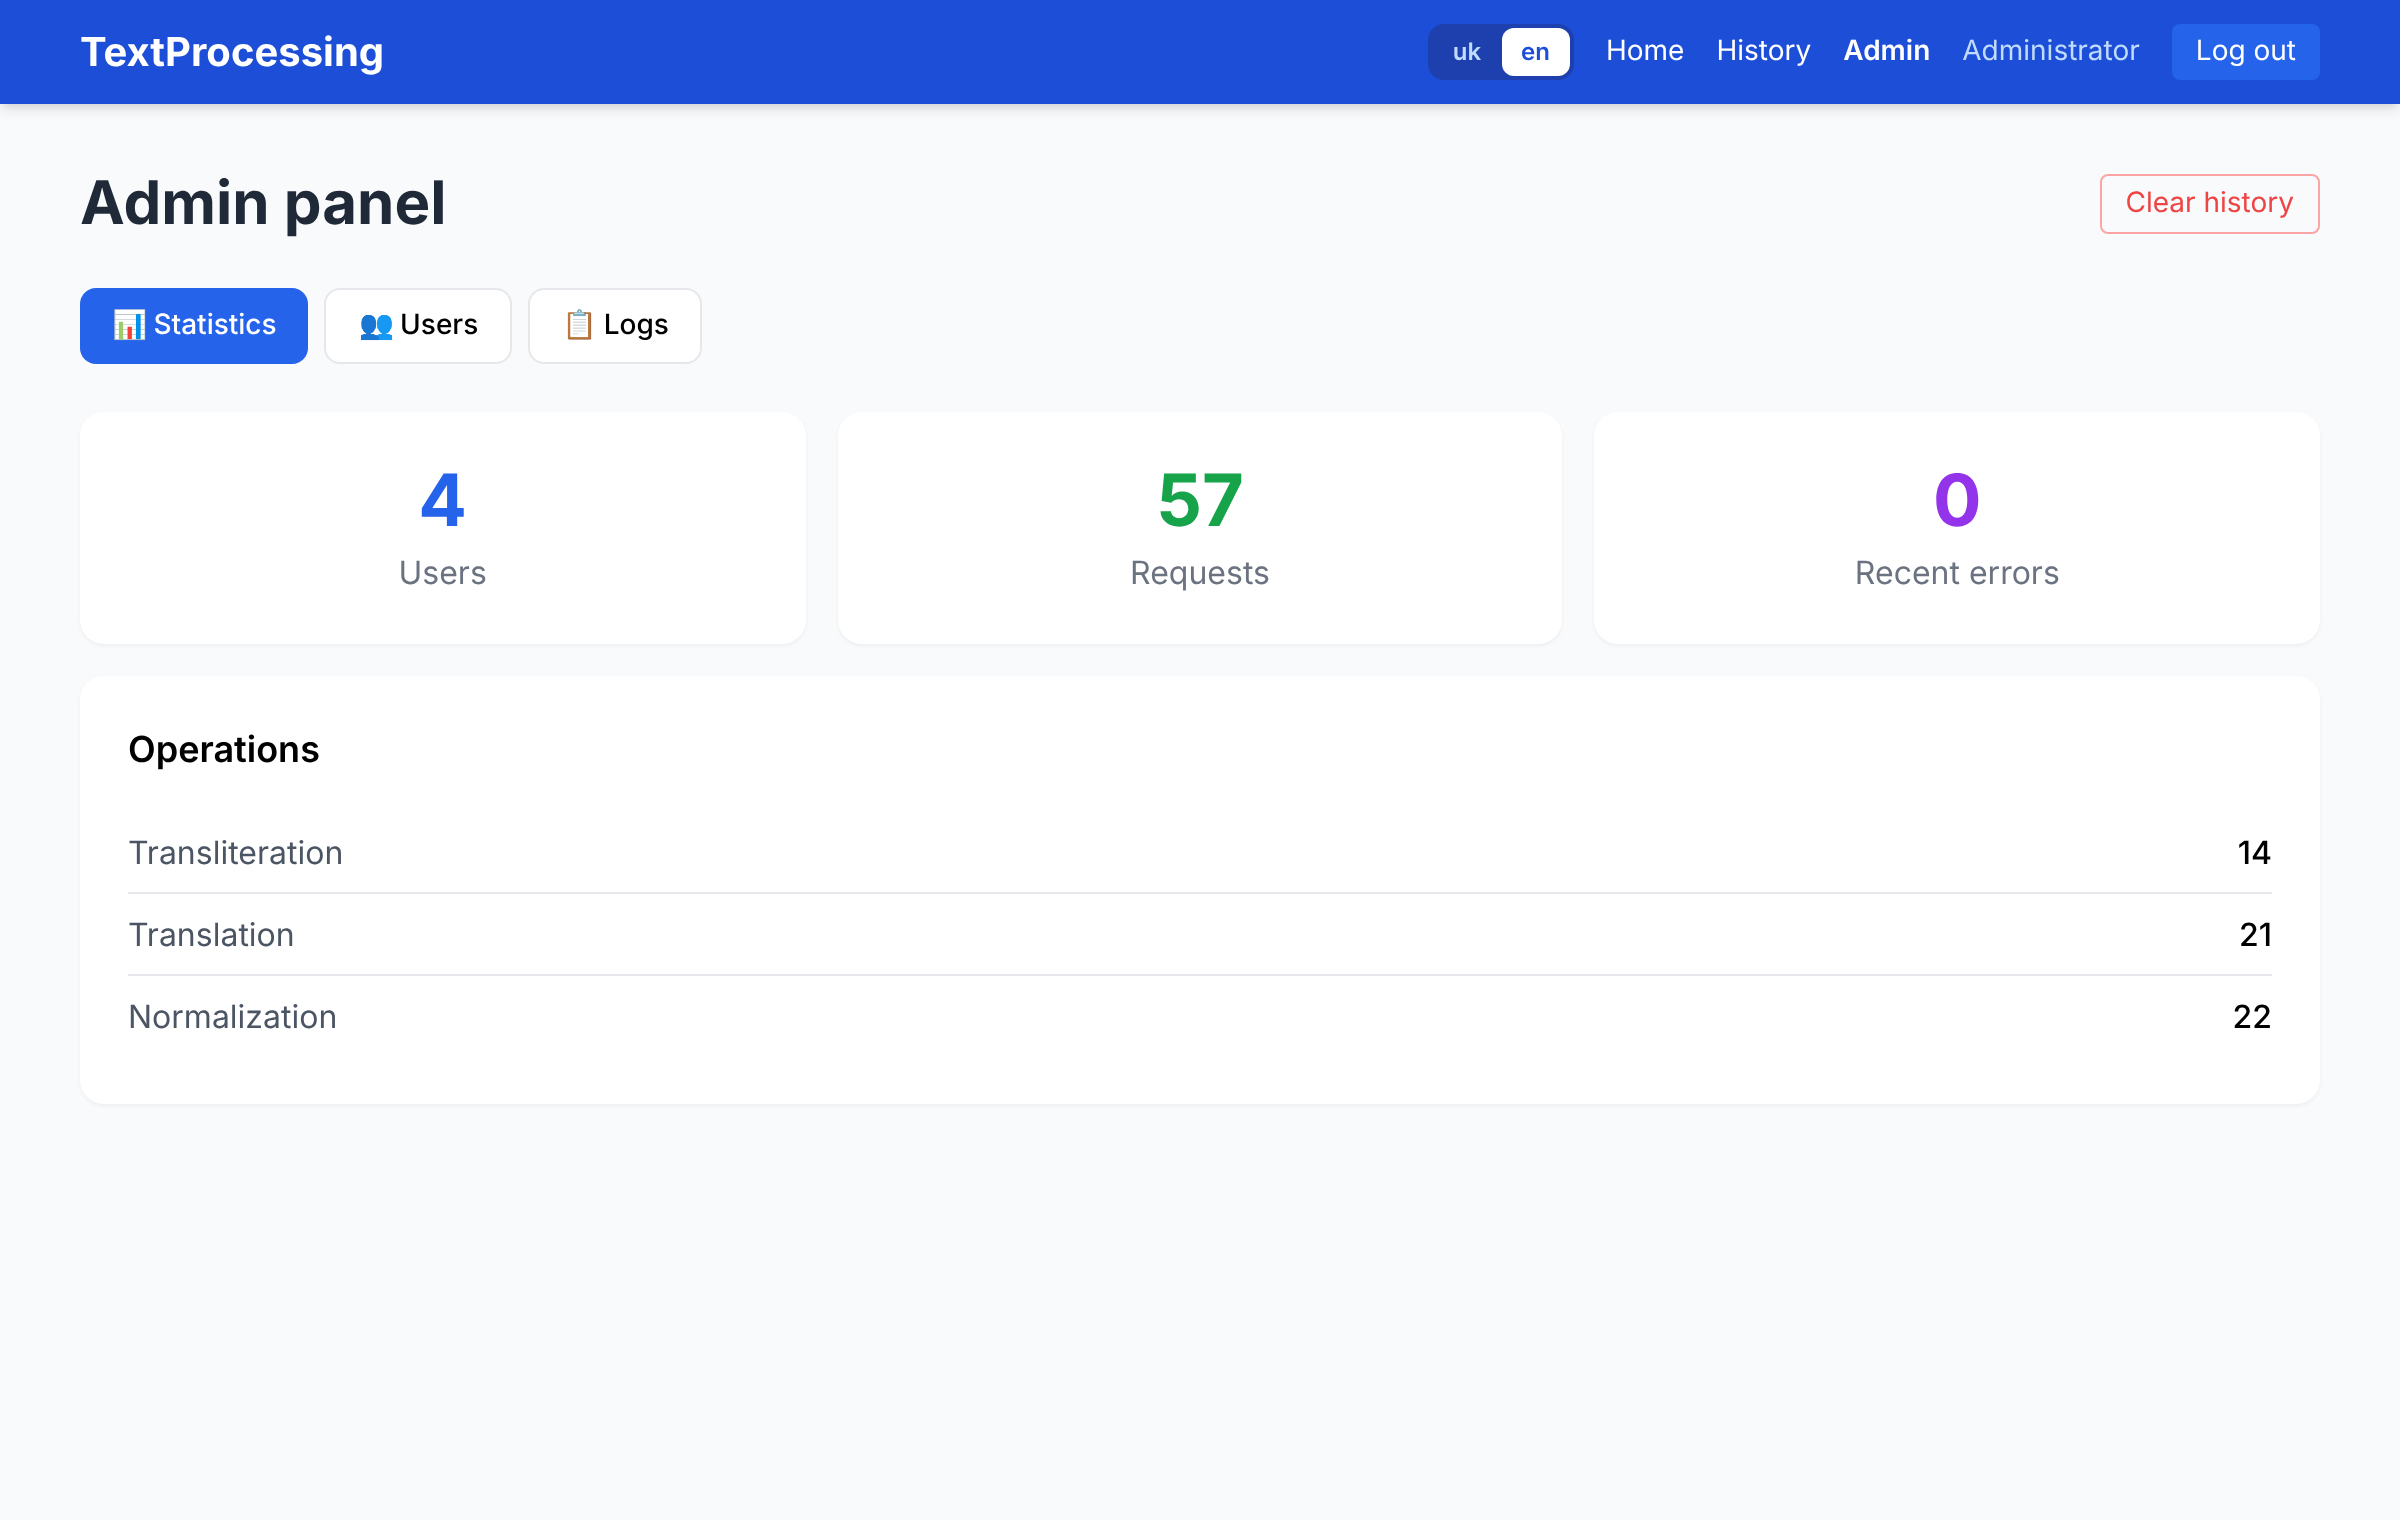 TextProcessing
uk en Home History Admin Administrator Log out
Admin panel
Clear history
📊 Statistics
👥 Users
📋 Logs
4
Users
57
Requests
0
Recent errors
Operations
Transliteration 14
Translation 21
Normalization 22